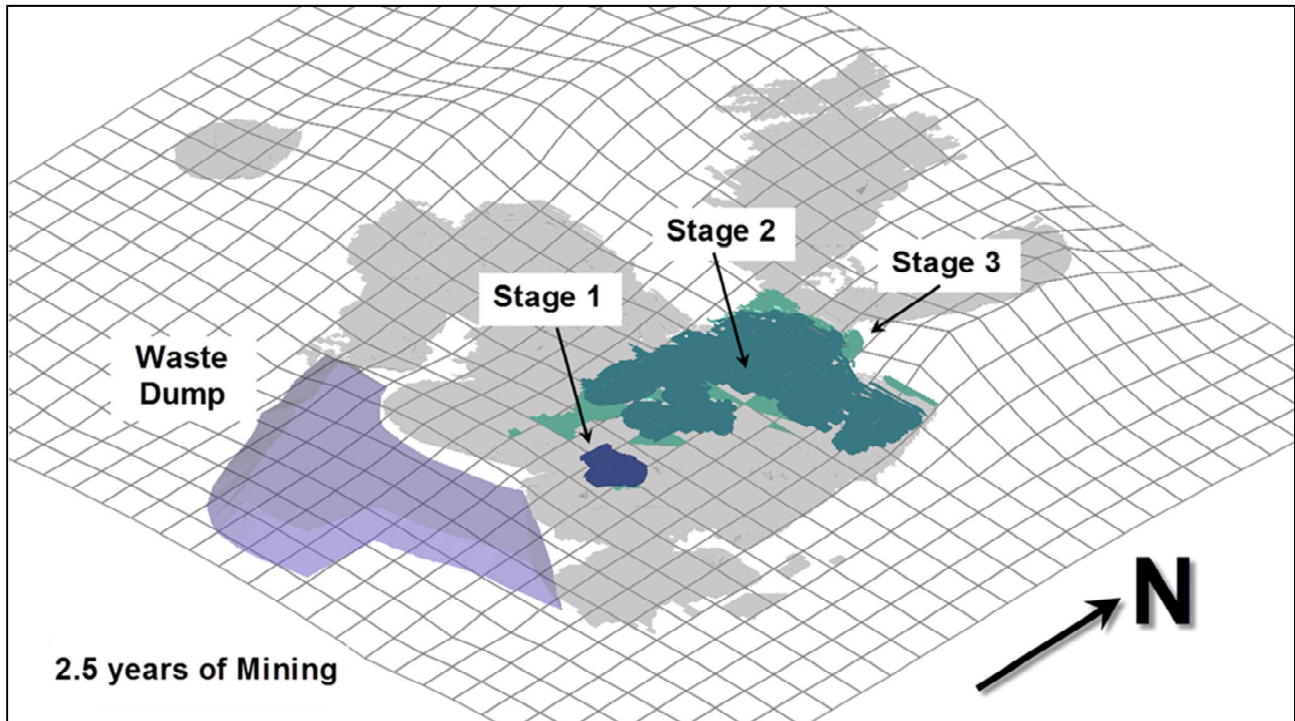 Stage 2
Stage 3
Stage 1
Waste
Dump
N
2.5 years of Mining